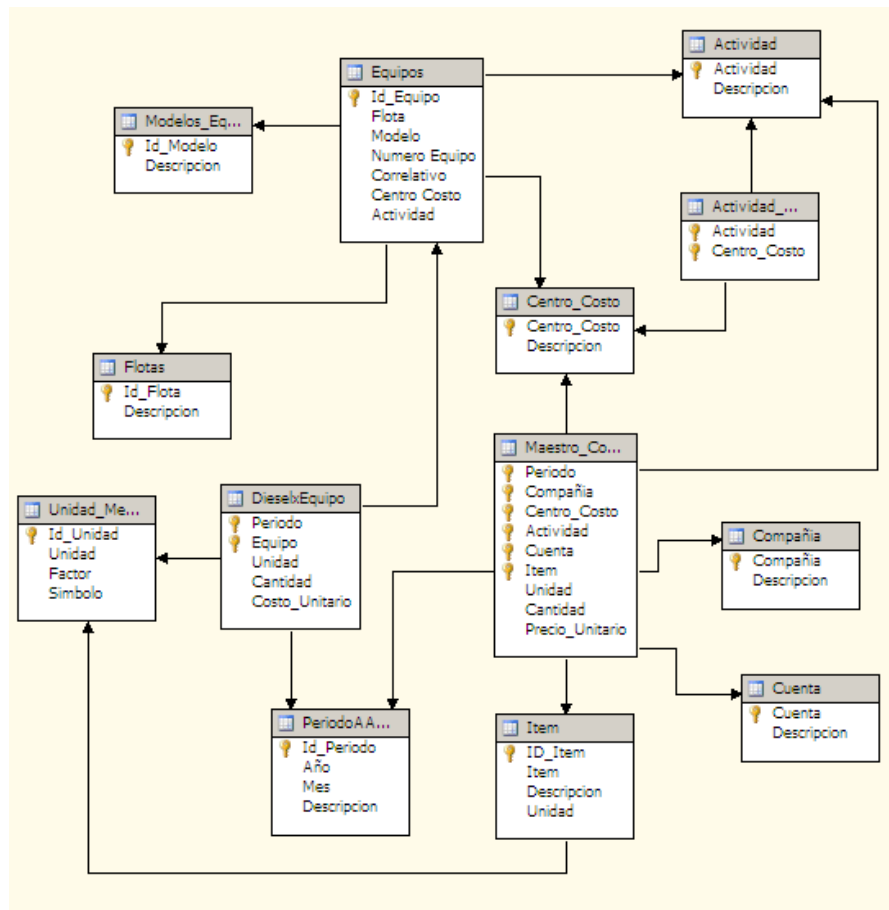 Equipos
Id_Equipo
Flota
Modelo
Numero Equipo
Correlativo
Centro Costo
Actividad
Actividad
Actividad
Descripcion
Modelos_Eq...
Id_Modelo
Descripcion
Actividad_...
Actividad
Centro_Costo
Centro_Costo
Centro_Costo
Descripcion
Flotas
Id_Flota
Descripcion
Maestro_Co...
Periodo
Compañia
Centro_Costo
Actividad
Cuenta
Item
Unidad
Cantidad
Precio_Unitario
Unidad_Me...
Id_Unidad
Unidad
Factor
Simbolo
DieselxEquipo
Periodo
Equipo
Unidad
Cantidad
Costo_Unitario
Compañia
Compañia
Descripcion
Cuenta
Cuenta
Descripcion
PeriodoAA...
Id_Periodo
Año
Mes
Descripcion
Item
ID_Item
Item
Descripcion
Unidad